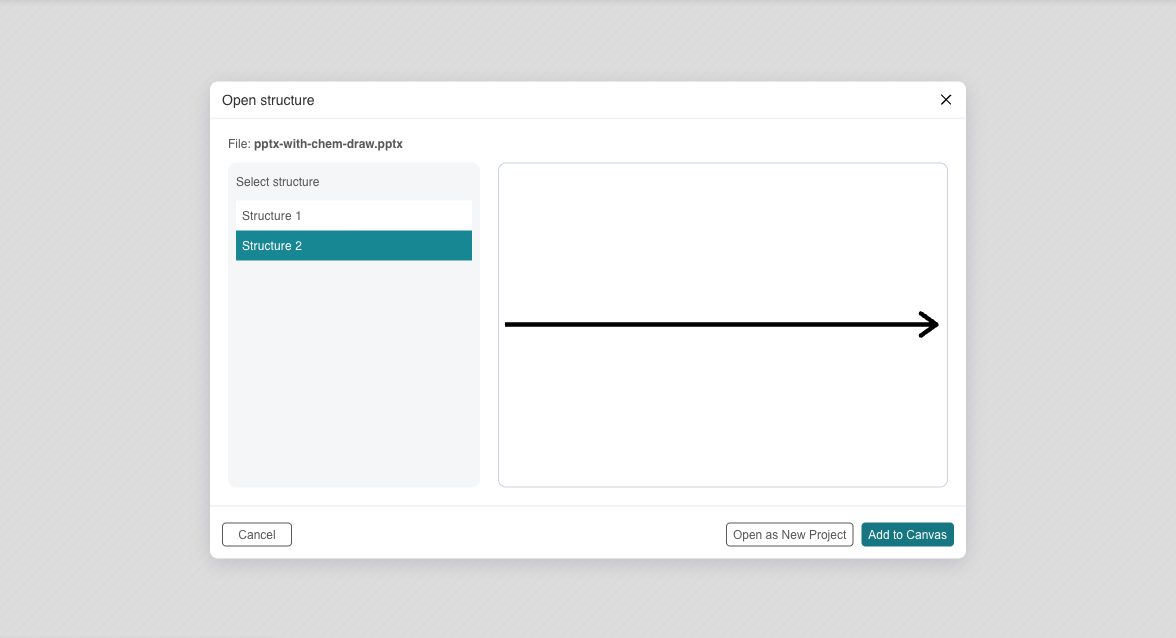 Open structure
File: pptx-with-chem-draw.pptx
Select structure
Structure 1
Structure 2
Cancel
Open as New Project
Add to Canvas